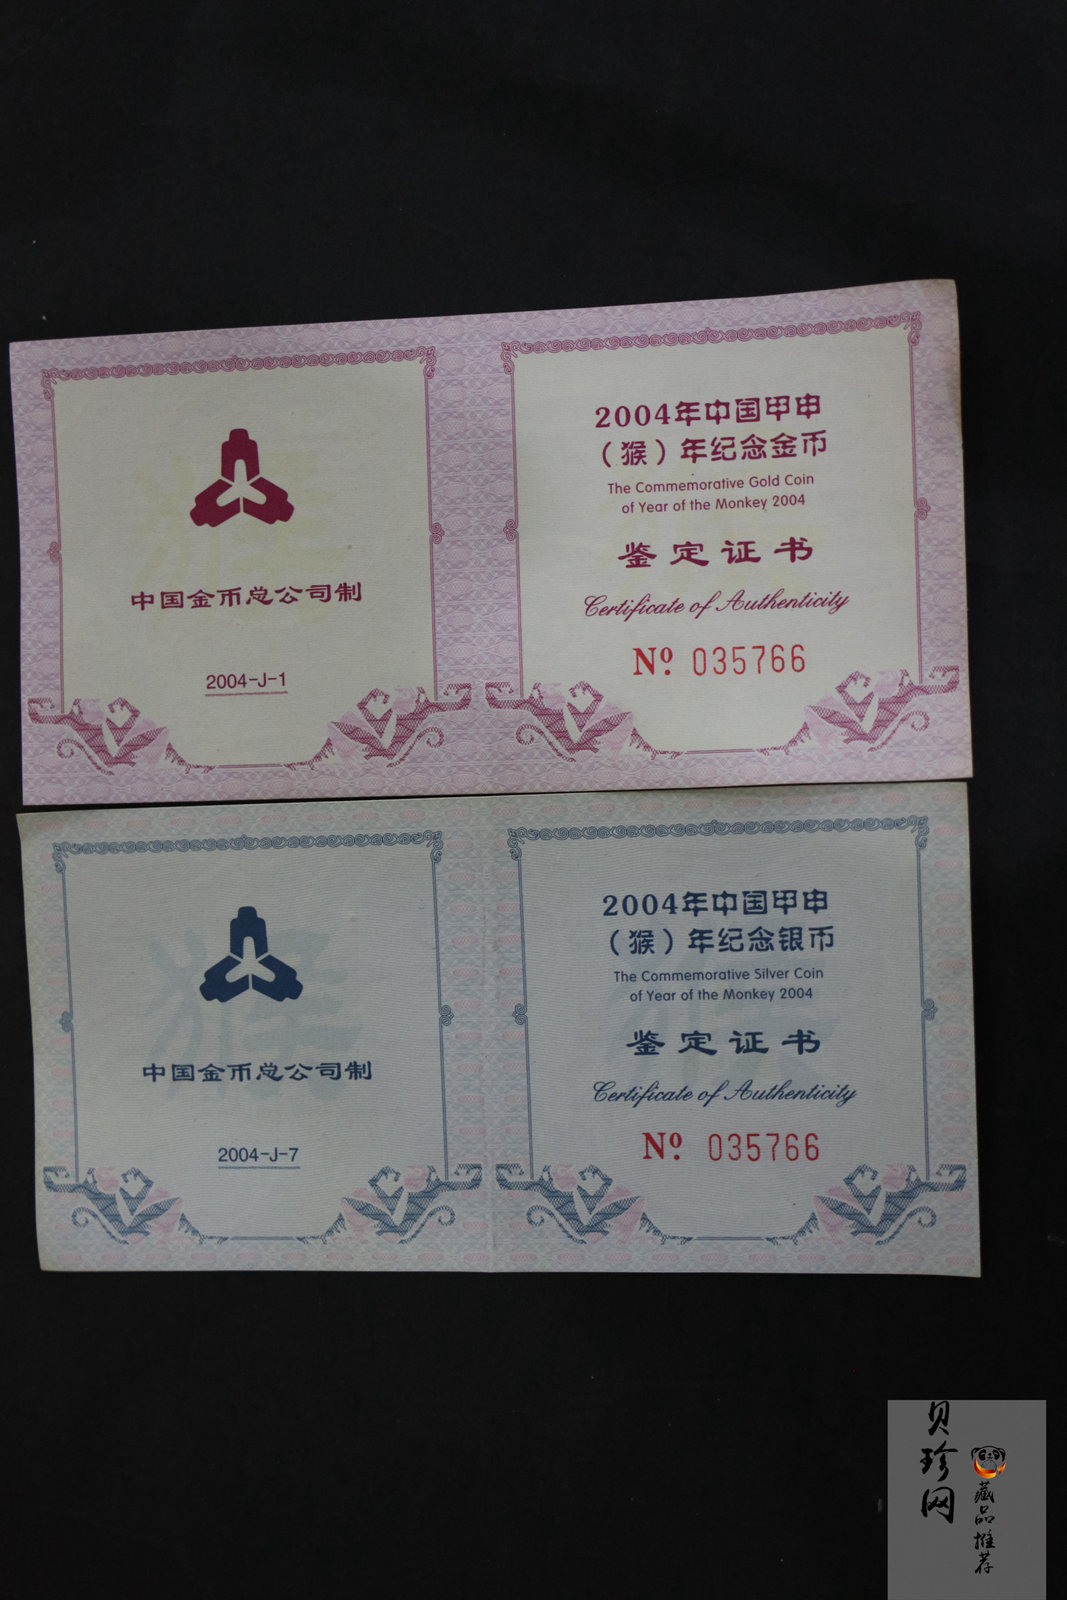 中国金币总公司制
2004-J-1
2004年中国甲申
（猴）年纪念金币
The Commemorative Gold Coin
of Year of the Monkey 2004
鉴定证书
Certificate of Authenticity
Nº 035766
中国金币总公司制
2004-J-7
2004年中国甲申
（猴）年纪念银币
The Commemorative Silver Coin
of Year of the Monkey 2004
鉴定证书
Certificate of Authenticity
Nº 035766
贝珍网
藏品推荐